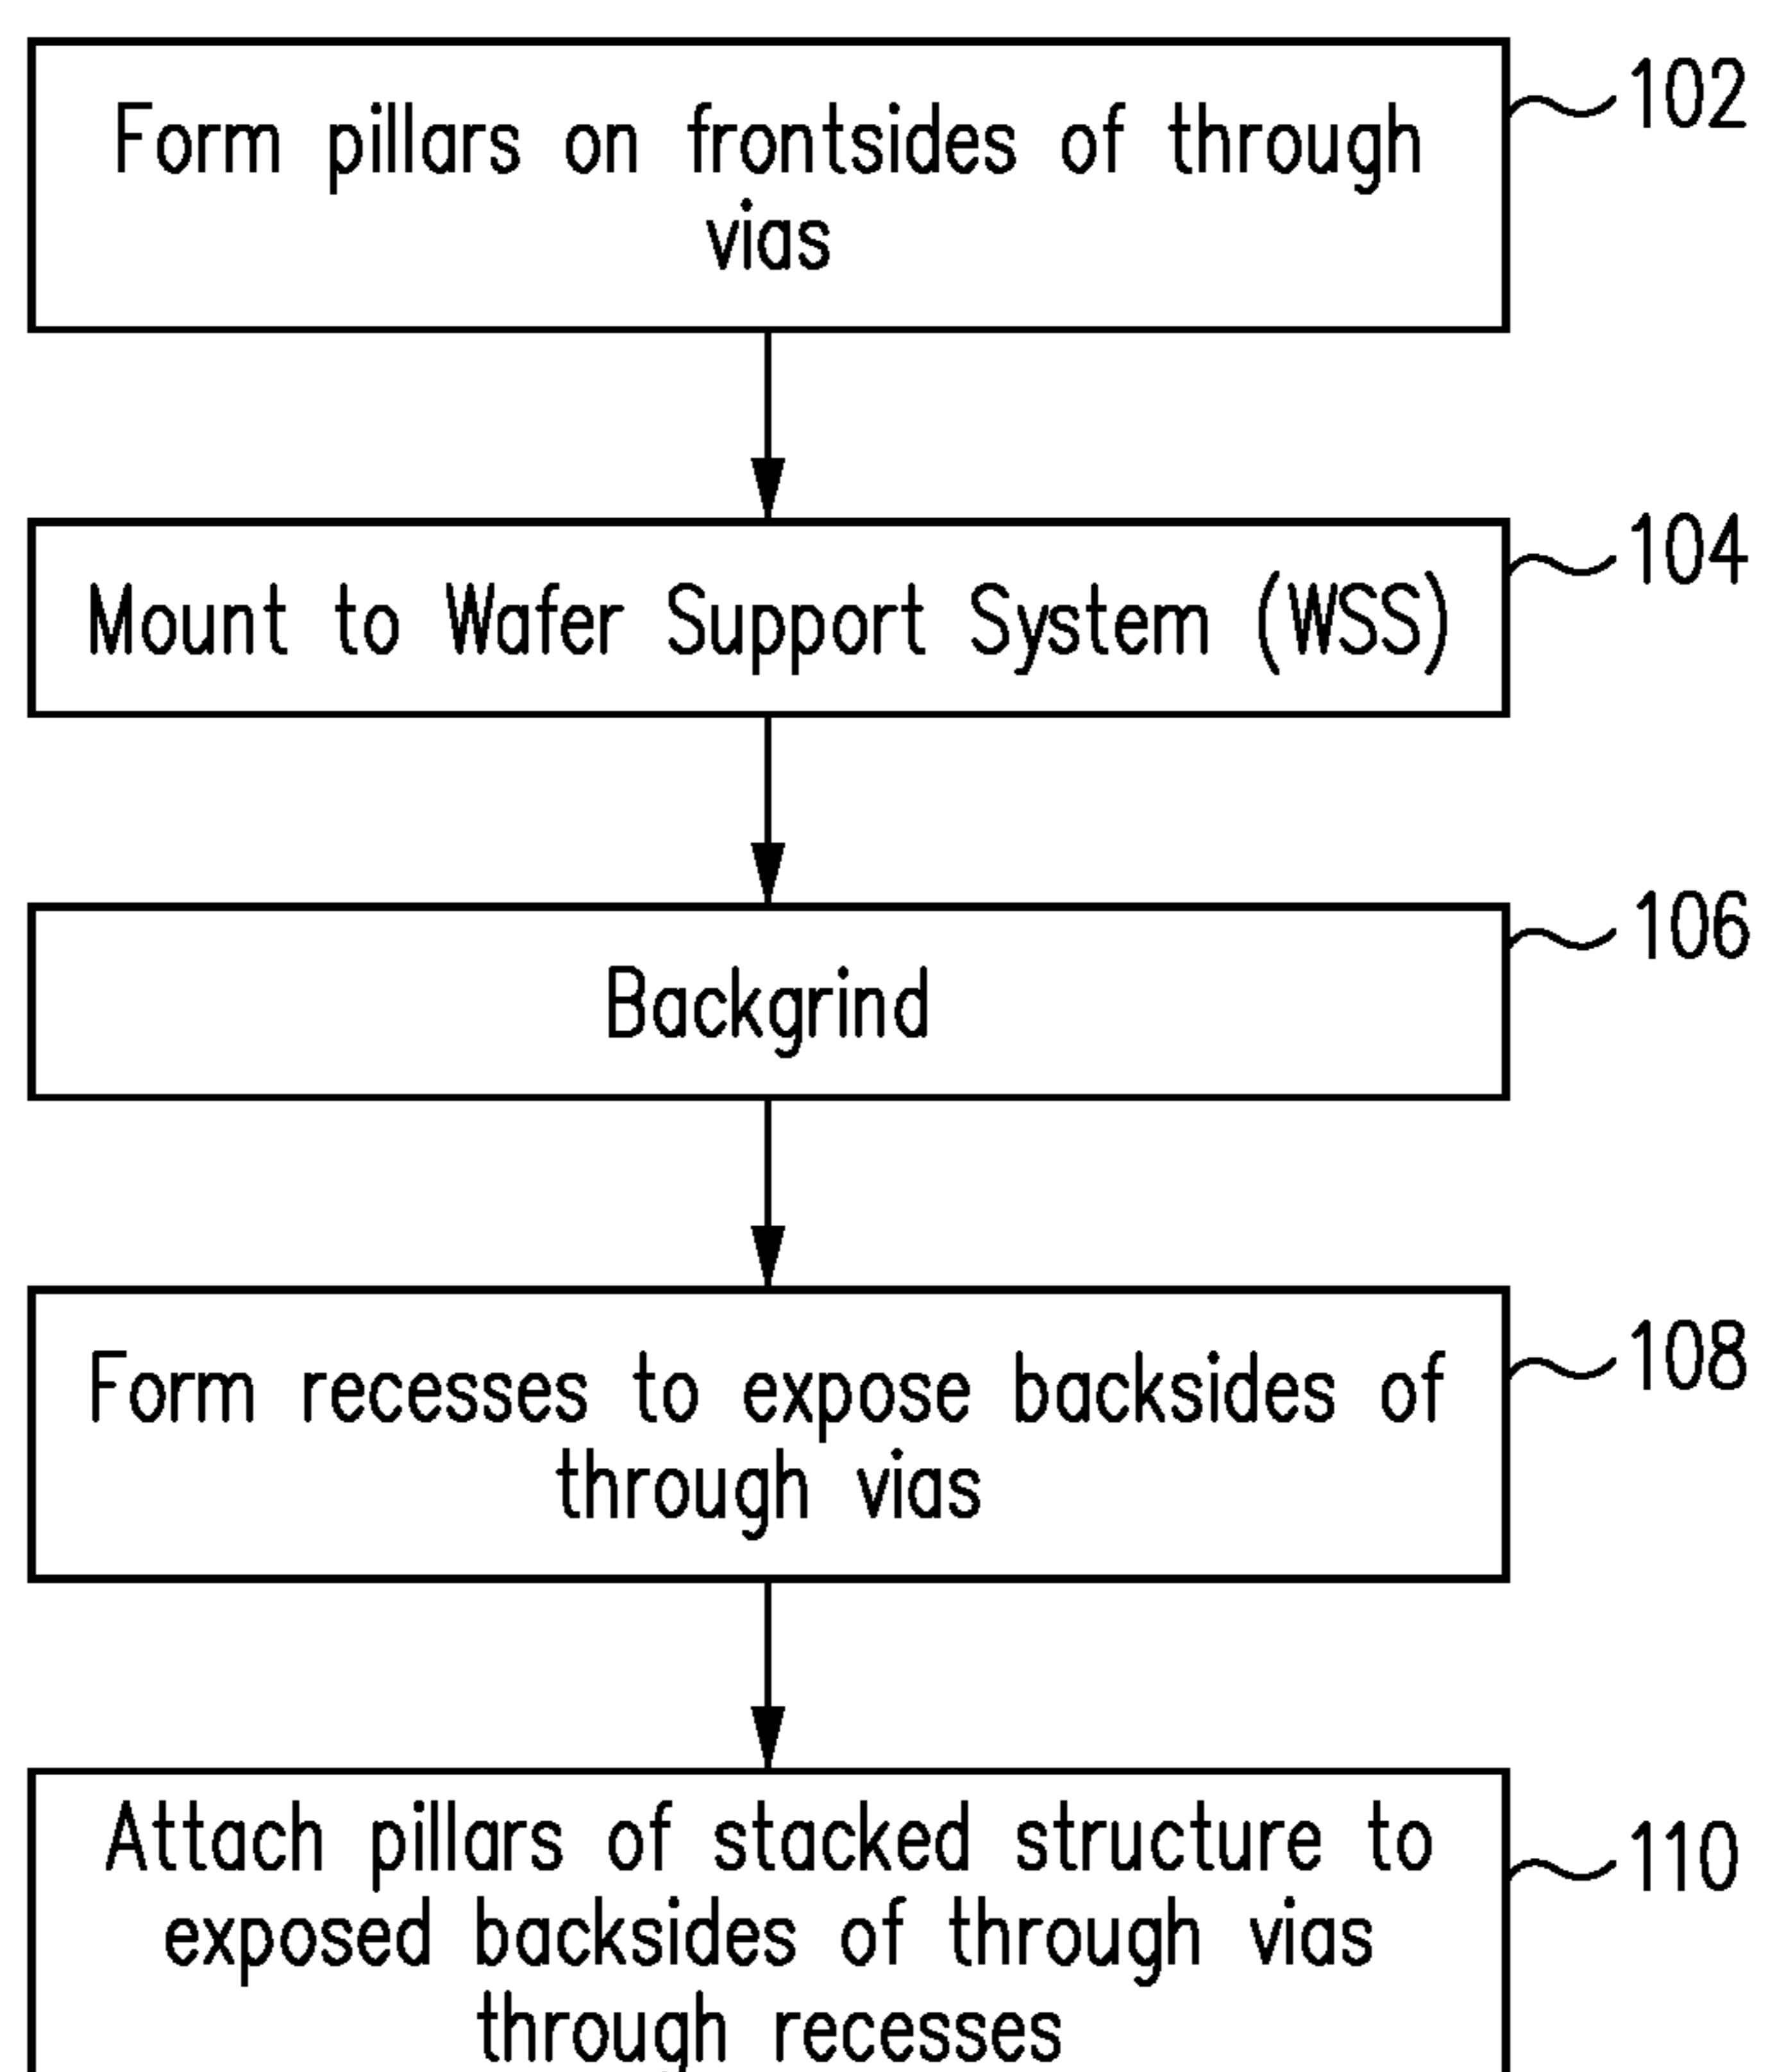 Form pillars on frontsides of through
vias
102
Mount to Wafer Support System (WSS)
104
Backgrind
106
Form recesses to expose backsides of
through vias
108
Attach pillars of stacked structure to
exposed backsides of through vias
through recesses
110